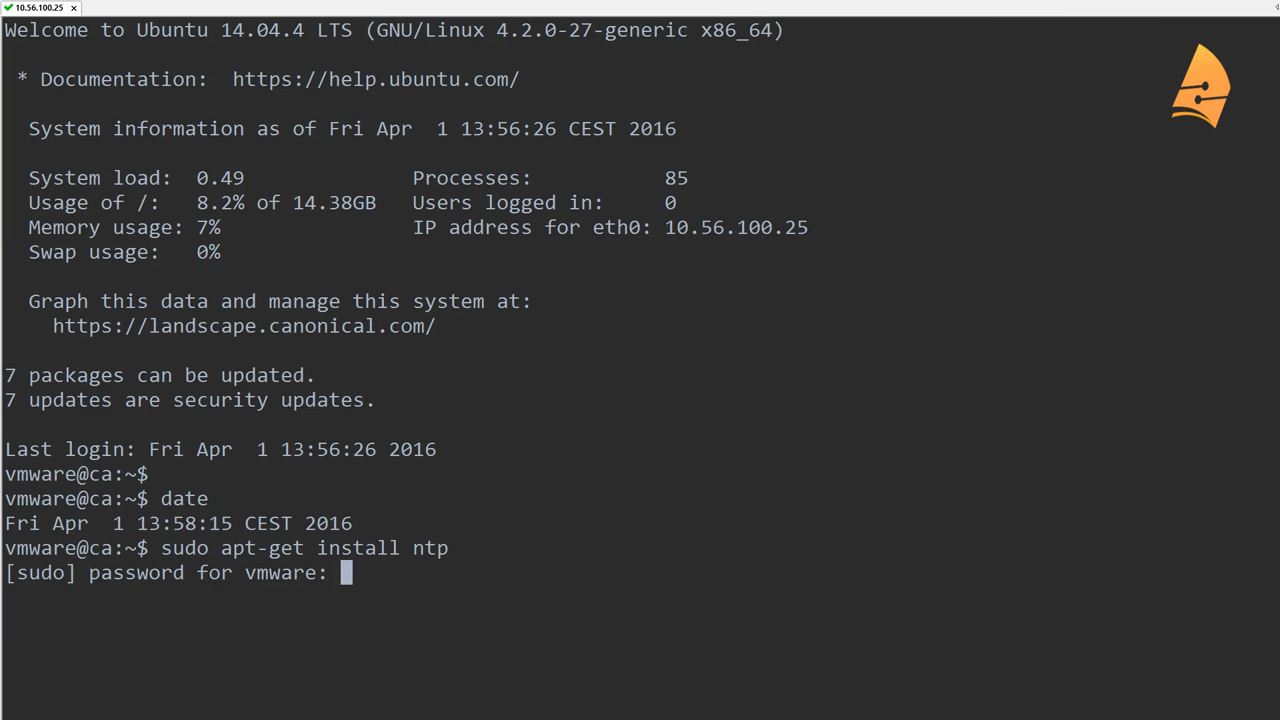 10.56.100.25
Welcome to Ubuntu 14.04.4 LTS (GNU/Linux 4.2.0-27-generic x86_64)
* Documentation:  https://help.ubuntu.com/
System information as of Fri Apr  1 13:56:26 CEST 2016
System load:  0.49              Processes:           85
Usage of /:   8.2% of 14.38GB   Users logged in:     0
Memory usage: 7%                IP address for eth0: 10.56.100.25
Swap usage:   0%
Graph this data and manage this system at:
https://landscape.canonical.com/
7 packages can be updated.
7 updates are security updates.
Last login: Fri Apr  1 13:56:26 2016
vmware@ca:~$
vmware@ca:~$ date
Fri Apr  1 13:58:15 CEST 2016
vmware@ca:~$ sudo apt-get install ntp
[sudo] password for vmware: